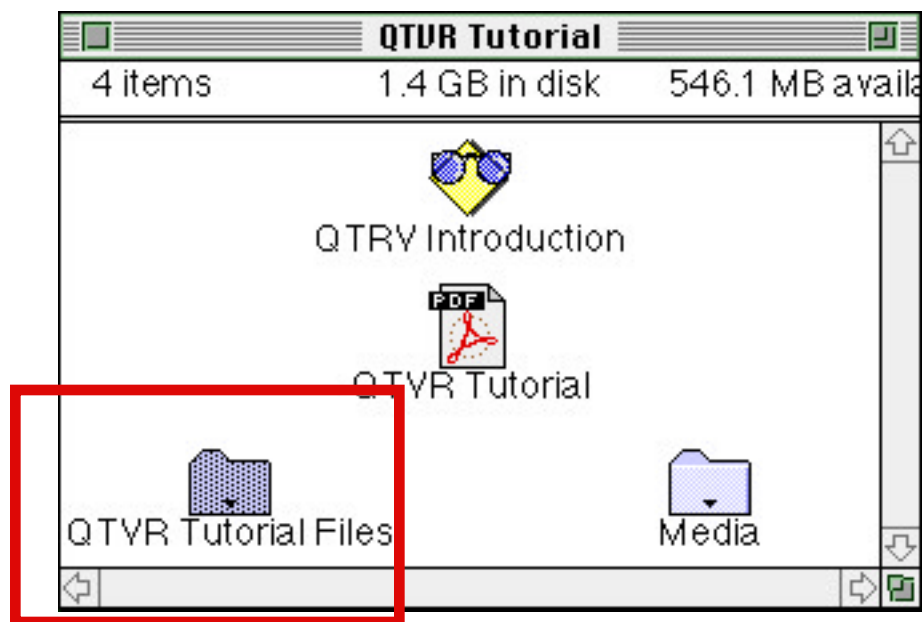 QTVR Tutorial
4 items 1.4 GB in disk 546.1 MB availa
QTRV Introduction
PDF
QTVR Tutorial
QTVR Tutorial Files
Media